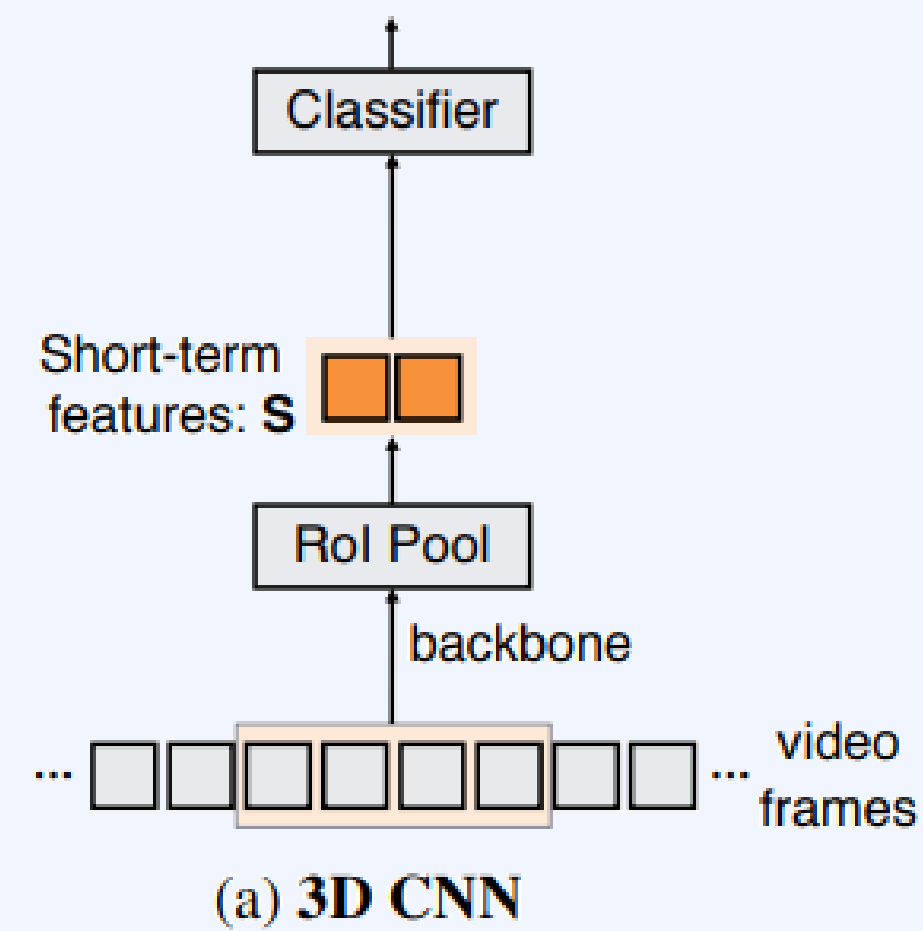 Classifier
Short-term
features: S
RoI Pool
backbone
... ... video
frames
(a) 3D CNN